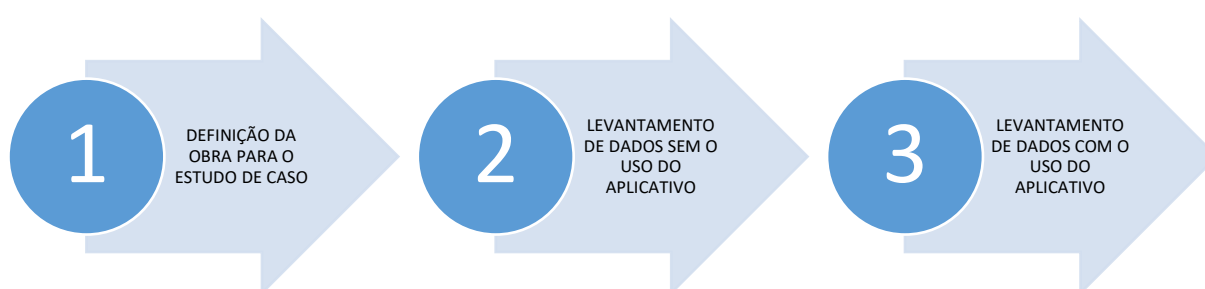 1
DEFINIÇÃO DA
OBRA PARA O
ESTUDO DE CASO
2
LEVANTAMENTO
DE DADOS SEM O
USO DO
APLICATIVO
3
LEVANTAMENTO
DE DADOS COM O
USO DO
APLICATIVO